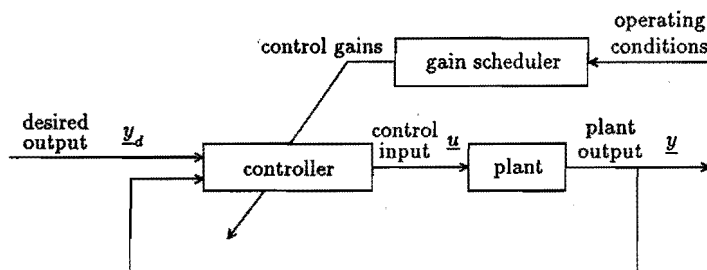 operating
control gains
conditions
gain scheduler
desired
output y_d
control
input u
plant
output y
controller
plant